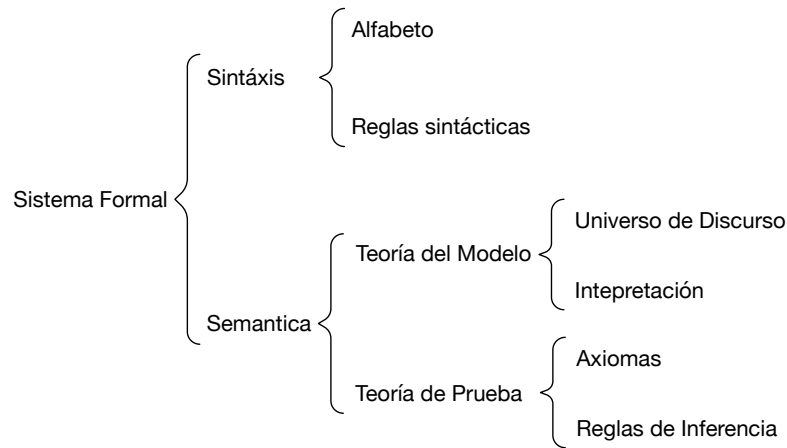 Sistema Formal
Sintáxis
Alfabeto
Reglas sintácticas
Semantica
Teoría del Modelo
Universo de Discurso
Intepretación
Teoría de Prueba
Axiomas
Reglas de Inferencia